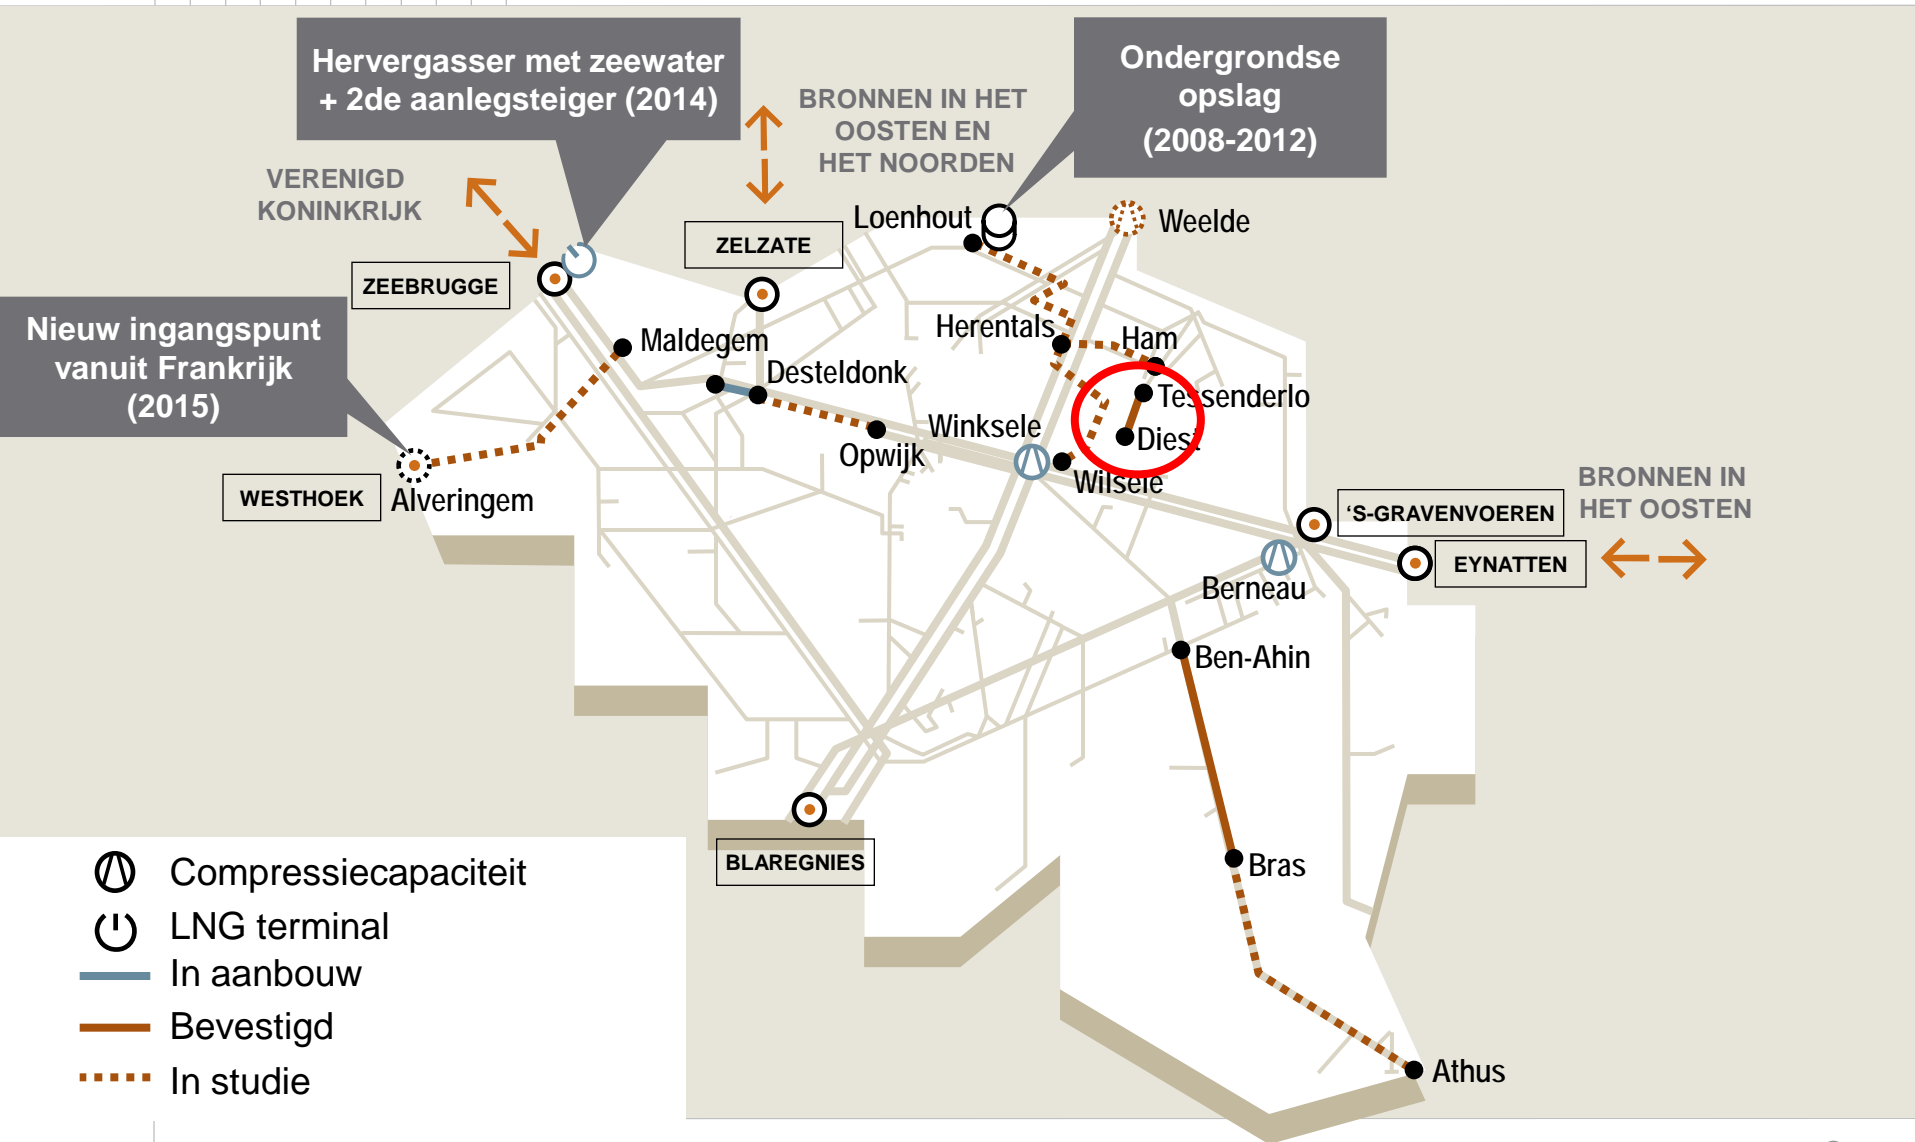 Hervergasser met zeewater
+ 2de aanlegsteiger (2014)
Ondergrondse
opslag
(2008-2012)
BRONNEN IN HET
OOSTEN EN
HET NOORDEN
VERENIGD
KONINKRIJK
Loenhout
Weelde
ZELZATE
ZEEBRUGGE
Nieuw ingangspunt
vanuit Frankrijk
(2015)
Maldegem
Herentals
Ham
Desteldonk
Tessenderlo
Winksele
Diest
Opwijk
Wilsele
WESTHOEK
Alveringem
BRONNEN IN
HET OOSTEN
'S-GRAVENVOEREN
EYNATTEN
Berneau
Ben-Ahin
BLAREGNIES
Bras
Athus
Compressiecapaciteit
LNG terminal
In aanbouw
Bevestigd
In studie